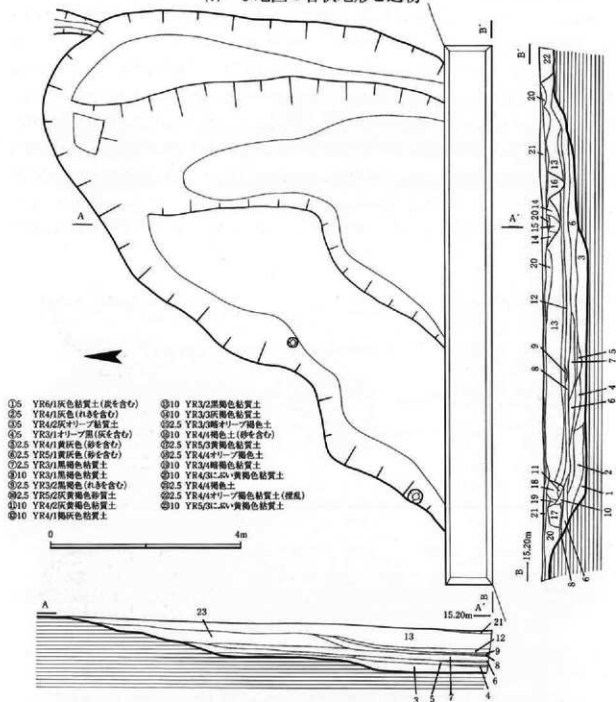 B′
B′
22
20
21
13
16
6
14
20
15
14
A
A′
3
20
12
13
9
8
5
7
4
6
2
11
18
1
19
10
21
17
20
8
6
B
15.20m
①5 YR6/1灰色粘質土(炭を含む)
②5 YR4/1灰色(れきを含む)
③5 YR4/2灰オリーブ粘質土
④5 YR3/1オリーブ黒(灰を含む)
⑤2.5 YR4/1黄灰色(砂を含む)
⑥2.5 YR5/1黄灰色(砂を含む)
⑦2.5 YR3/1黒褐色粘質土
⑧10 YR3/1黒褐色粘質土
⑨2.5 YR3/2黒褐色(れきを含む)
⑩2.5 YR5/2灰黄褐色砂質土
⑪10 YR4/2灰黄褐色粘質土
⑫10 YR4/1褐灰色粘質土
⑬10 YR3/2黒褐色粘質土
⑭10 YR3/3灰褐色粘質土
⑮2.5 YR3/3暗オリーブ褐色土
⑯10 YR4/4褐色土(砂を含む)
⑰2.5 YR5/3黄褐色粘質土
⑱2.5 YR4/4オリーブ褐色土
⑲10 YR3/4暗褐色粘質土
⑳10 YR4/3にぶい黄褐色粘質土
㉑2.5 YR4/4褐色土
㉒2.5 YR4/4オリーブ褐色粘質土(攪乱)
㉓10 YR5/3にぶい黄褐色粘質土
0
4m
B
A
15.20m
A′
23
13
21
12
9
8
6
3
5
7
4